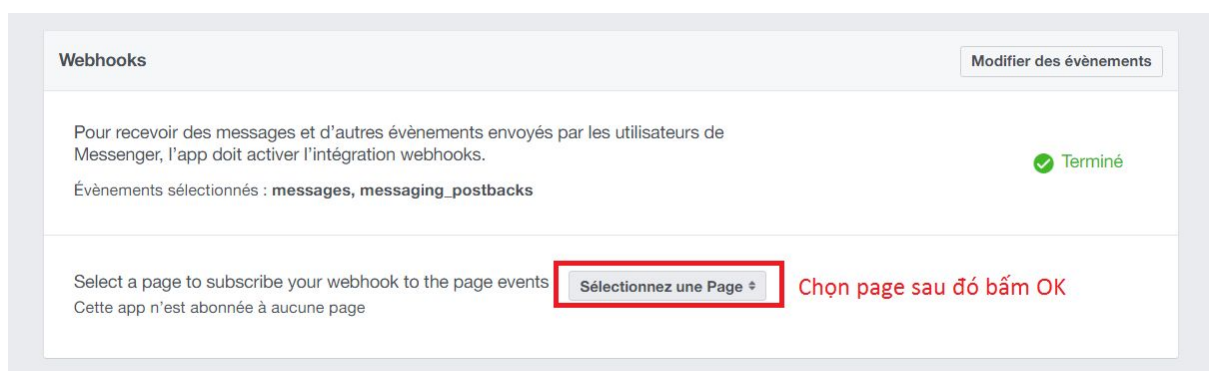 Webhooks
Modifier des évènements
Pour recevoir des messages et d'autres évènements envoyés par les utilisateurs de
Messenger, l'app doit activer l'intégration webhooks.
Terminé
Évènements sélectionnés : messages, messaging_postbacks
Select a page to subscribe your webhook to the page events
Sélectionnez une Page
Chọn page sau đó bấm OK
Cette app n'est abonnée à aucune page